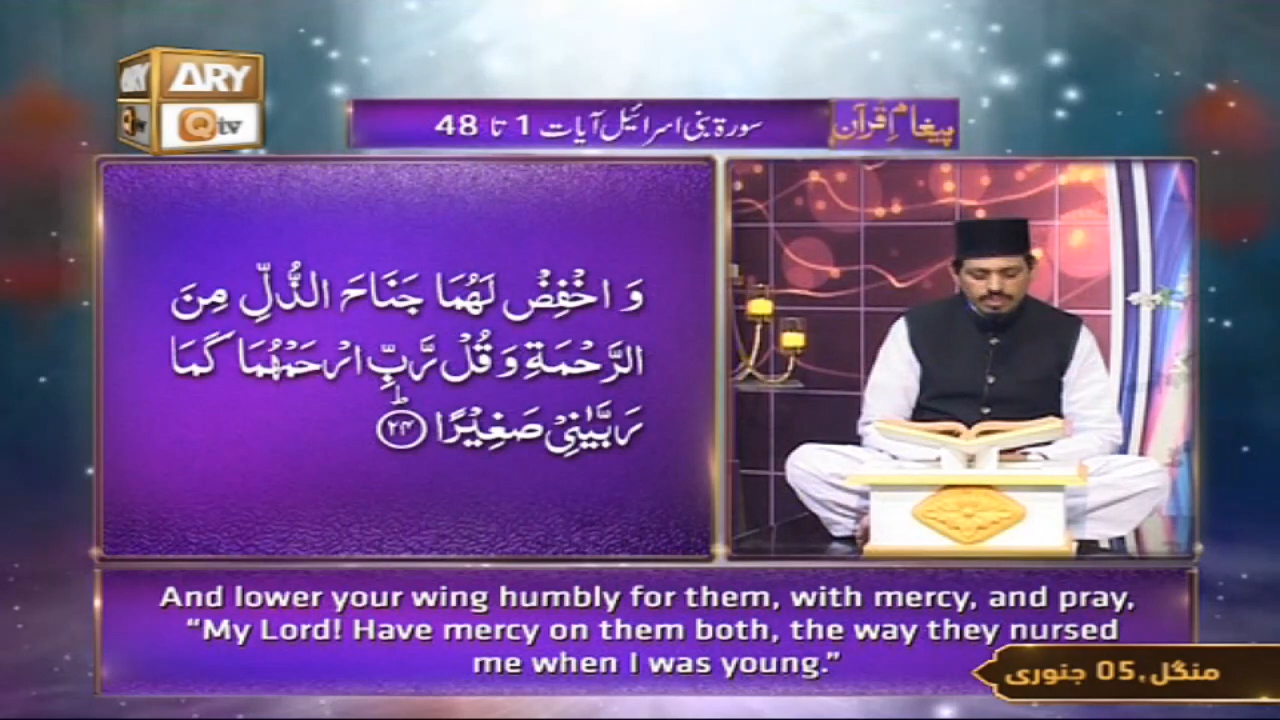 ARY
Qtv
پیغام قرآن
سورۃ بنی اسرائیل آیات 1 تا 48
وَ اخْفِضْ لَهُمَا جَنَاحَ الذُّلِّ مِنَ
الرَّحْمَةِ وَ قُلْ رَّبِّ ارْحَمْهُمَا كَمَا
رَبَّیٰنِیْ صَغِیْرًاؕ ﴿۲۴﴾
And lower your wing humbly for them, with mercy, and pray,
“My Lord! Have mercy on them both, the way they nursed
me when I was young.”
منگل, 05 جنوری